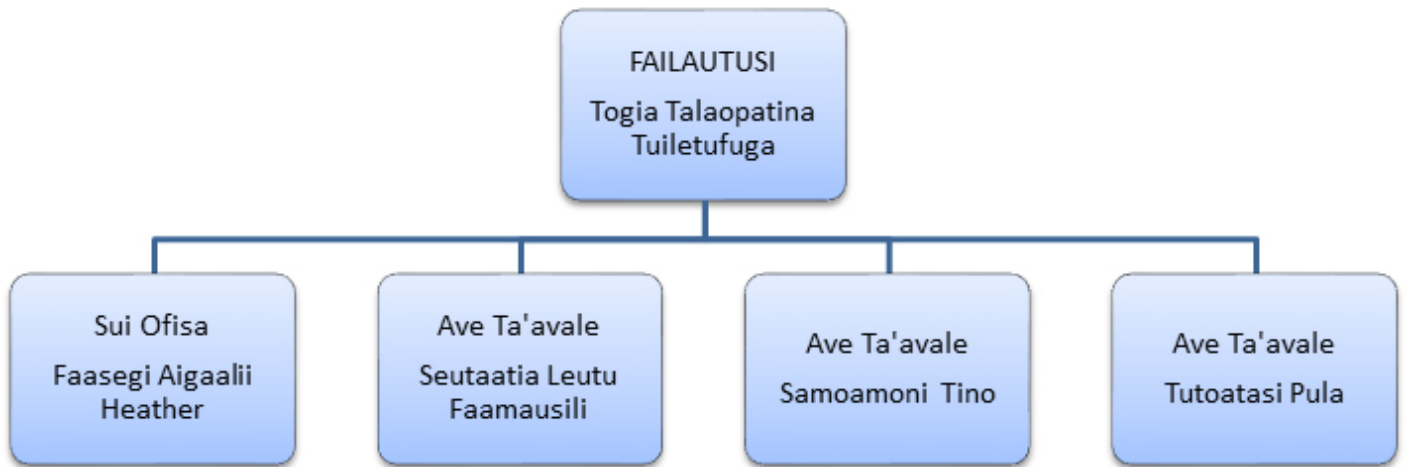 FAILAUTUSI
Togia Talaopatina
Tuiletufuga
Sui Ofisa
Faasegi Aigaalii
Heather
Ave Ta'avale
Seutaatia Leutu
Faamausili
Ave Ta'avale
Samoamoni Tino
Ave Ta'avale
Tutoatasi Pula